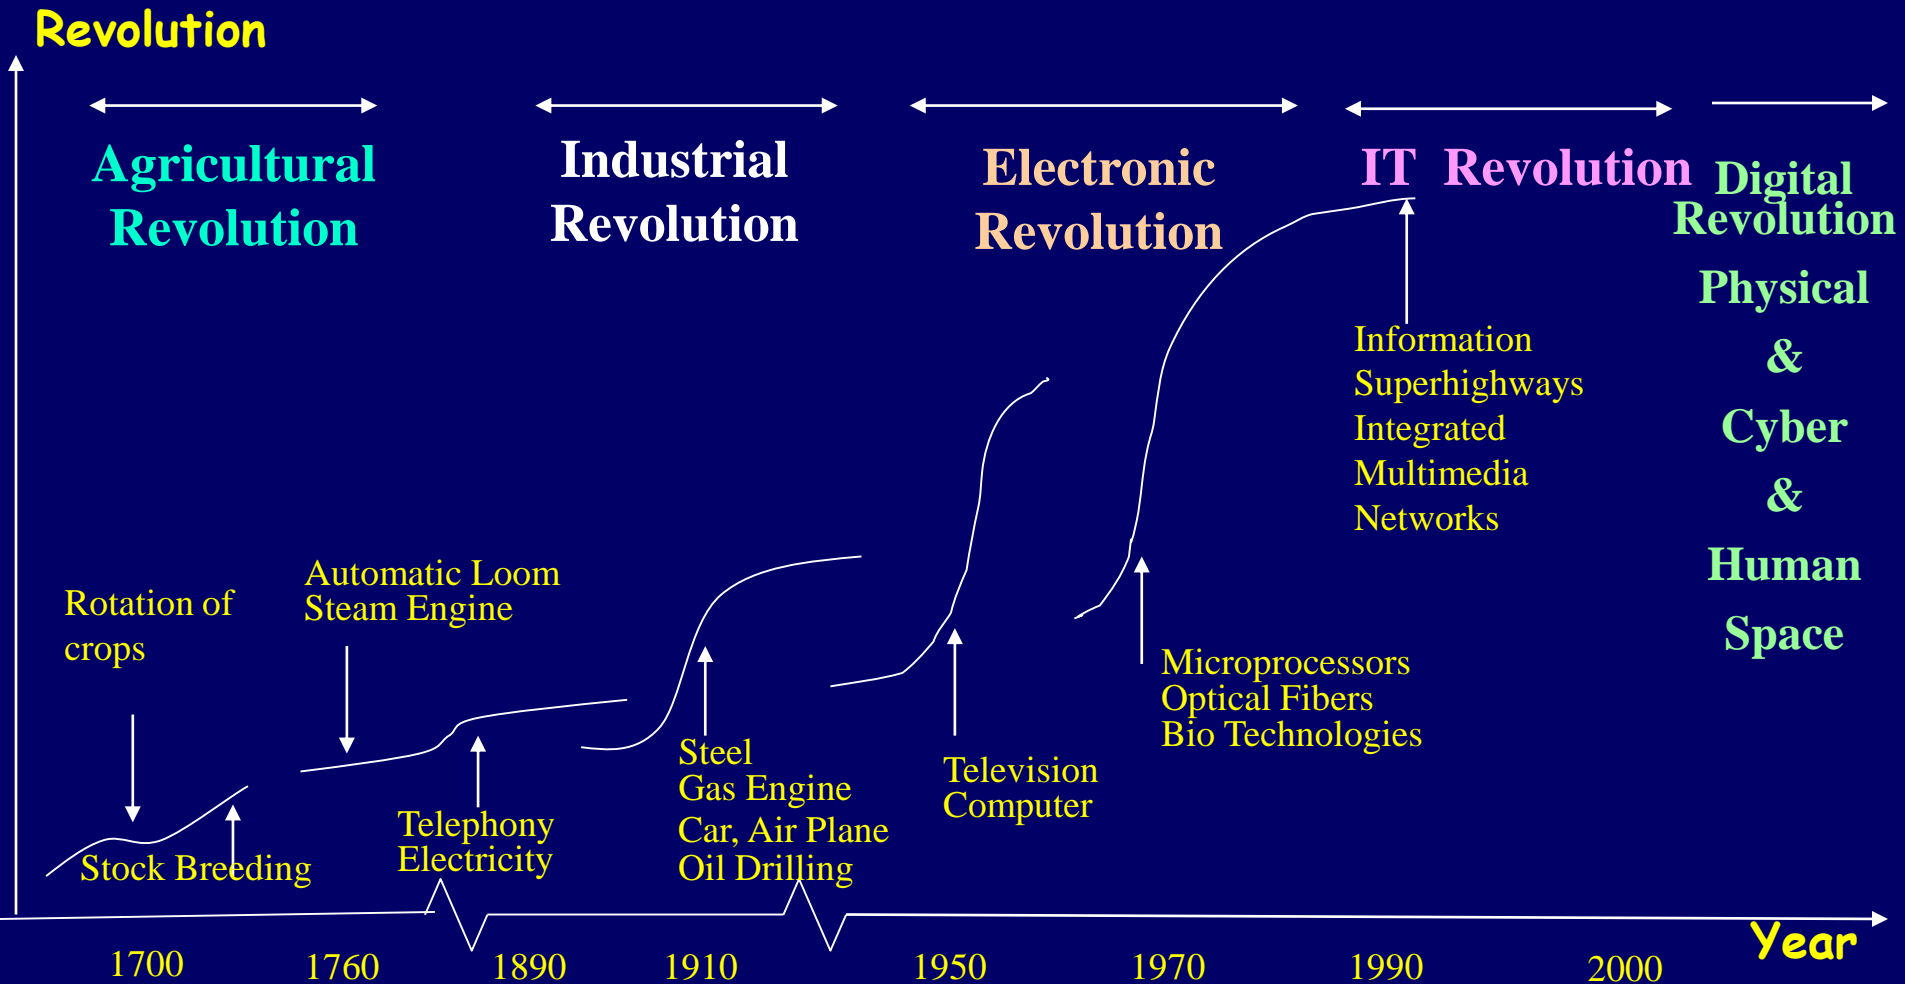 Revolution
Agricultural
Revolution
Industrial
Revolution
Electronic
Revolution
IT Revolution
Digital
Revolution
Physical
&
Cyber
&
Human
Space
Rotation of
crops
Stock Breeding
Automatic Loom
Steam Engine
Telephony
Electricity
Steel
Gas Engine
Car, Air Plane
Oil Drilling
Television
Computer
Microprocessors
Optical Fibers
Bio Technologies
Information
Superhighways
Integrated
Multimedia
Networks
Year
1700 1760 1890 1910 1950 1970 1990 2000